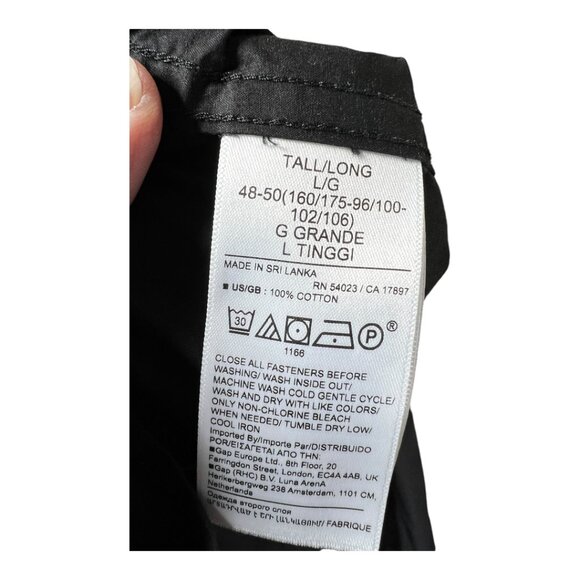 TALL/LONG
L/G
48-50(160/175-96/100-
102/106)
G GRANDE
L TINGGI
MADE IN SRI LANKA
RN 54023 / CA 17897
■ US/GB : 100% COTTON
30
P®
1166
CLOSE ALL FASTENERS BEFORE
WASHING/ WASH INSIDE OUT/
MACHINE WASH COLD GENTLE CYCLE/
WASH AND DRY WITH LIKE COLORS/
ONLY NON-CHLORINE BLEACH
WHEN NEEDED/ TUMBLE DRY LOW/
COOL IRON
Imported By/Importe Par/DISTRIBUIDO
POR/ΕΙΣΑΓΕΤΑΙ ΑΠΟ ΤΗΝ:
■Gap Europe Ltd., 8th Floor, 20
Farringdon Street, London, EC4A 4AB, UK
■Gap (RHC) B.V. Luna ArenA
Herikerbergweg 238 Amsterdam, 1101 CM,
Netherlands
Одежда второго слоя
FABRIQUE